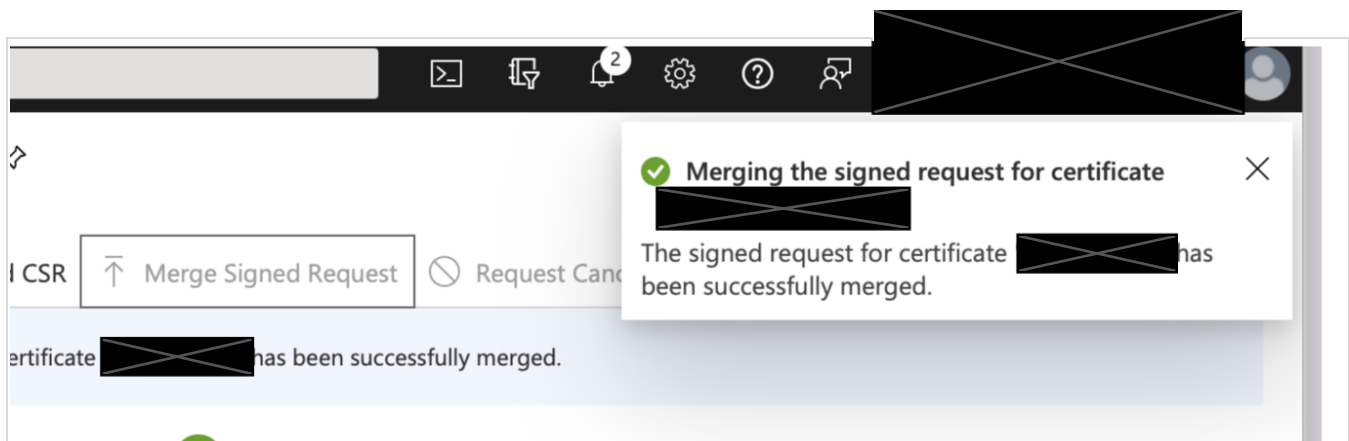 2
Merging the signed request for certificate
The signed request for certificate has
been successfully merged.
CSR
Merge Signed Request
Request Canc
ertificate has been successfully merged.